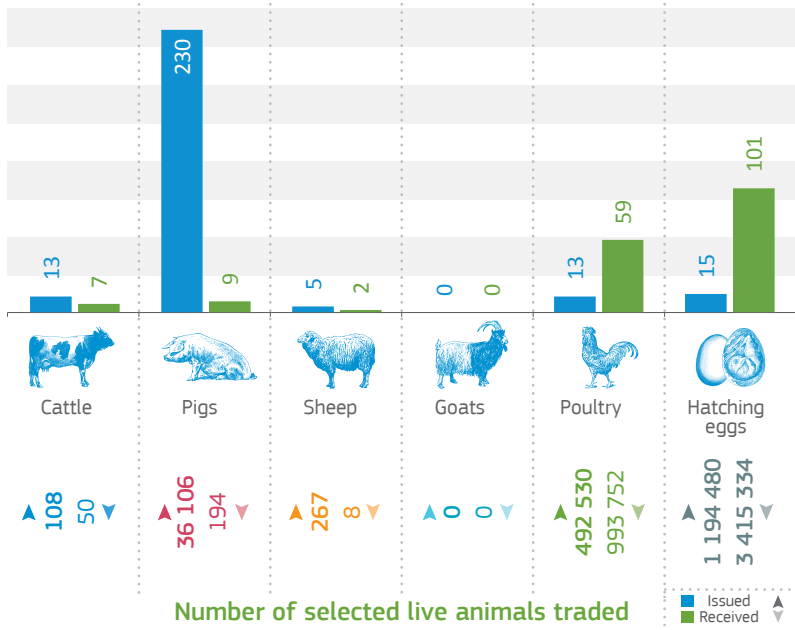 13
7
230
9
5
2
0
0
13
59
15
101
Cattle
Pigs
Sheep
Goats
Poultry
Hatching
eggs
108
50
36 106
194
267
8
0
0
492 530
993 752
1 194 480
3 415 334
Number of selected live animals traded
Issued
Received